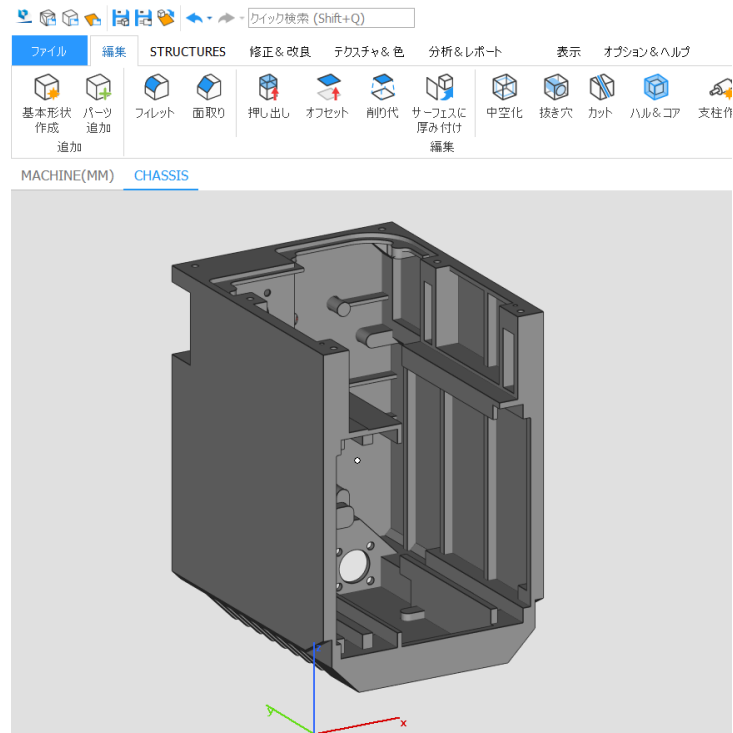 クイック検索 (Shift+Q)
ファイル 編集 STRUCTURES 修正＆改良 テクスチャ＆色 分析＆レポート 表示 オプション＆ヘルプ
基本形状 パーツ フィレット 面取り 押し出し オフセット 削り代 サーフェスに 中空化 抜き穴 カット ハル＆コア 支柱作
作成 追加 厚み付け
追加 編集
MACHINE(MM) CHASSIS
y
x